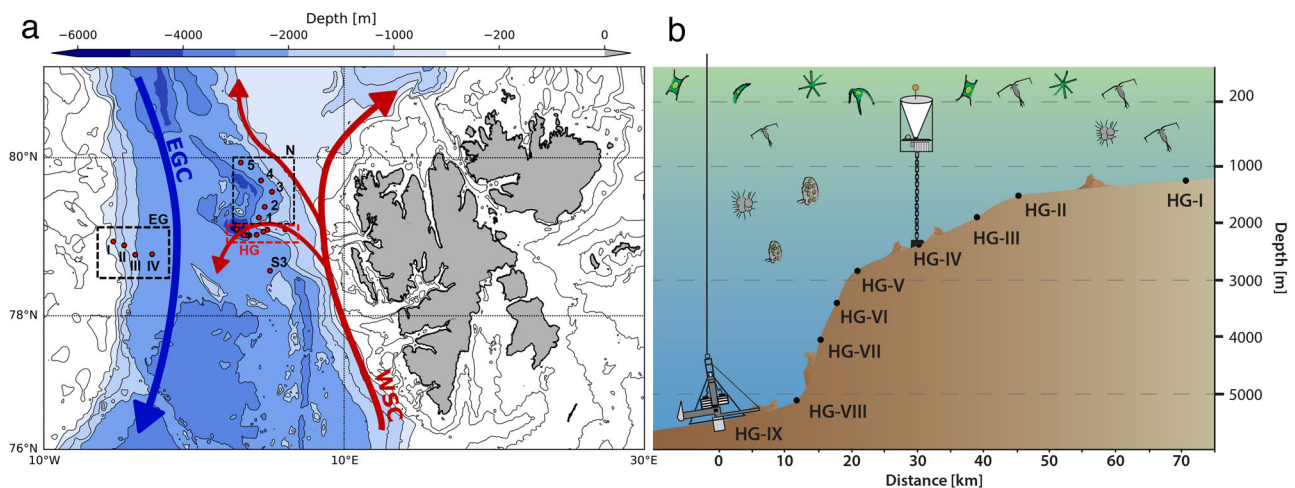 a
Depth [m]
−6000 −4000 −2000 −1000 −200 0
80°N
78°N
76°N
10°W 10°E 30°E
EGC
WSC
N
5
4
3
2
1
EG
I
II
III
IV
HG
S3
b
200
1000
2000
3000
4000
5000
Depth [m]
HG-I
HG-II
HG-III
HG-IV
HG-V
HG-VI
HG-VII
HG-VIII
HG-IX
0 10 20 30 40 50 60 70
Distance [km]